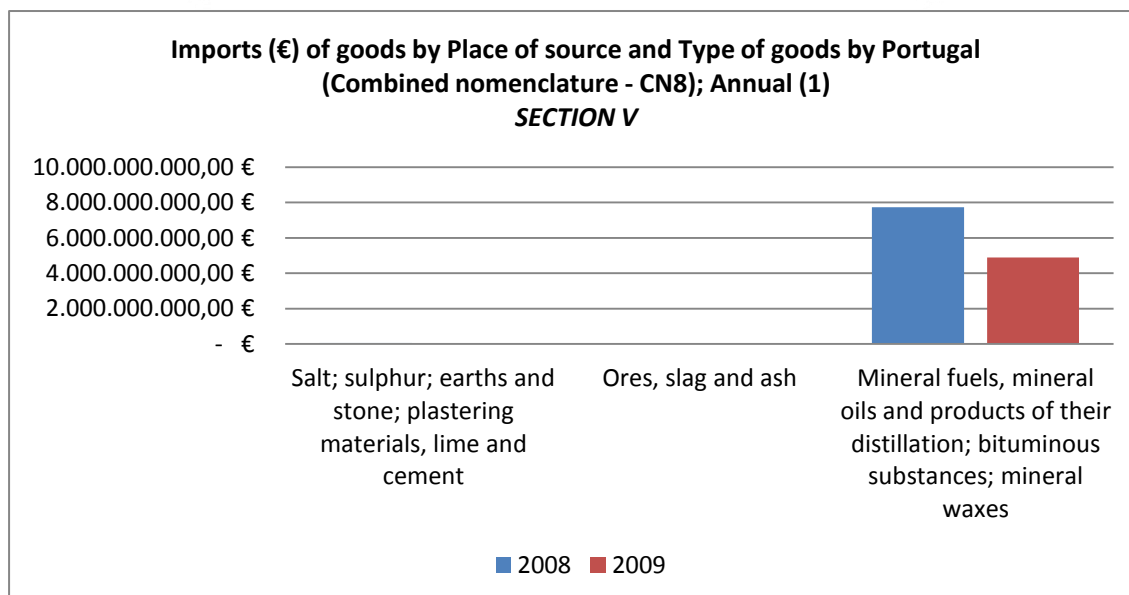 Imports (€) of goods by Place of source and Type of goods by Portugal
(Combined nomenclature - CN8); Annual (1)
SECTION V
10.000.000.000,00 €
8.000.000.000,00 €
6.000.000.000,00 €
4.000.000.000,00 €
2.000.000.000,00 €
- €
Salt; sulphur; earths and
stone; plastering
materials, lime and
cement
Ores, slag and ash
Mineral fuels, mineral
oils and products of their
distillation; bituminous
substances; mineral
waxes
2008
2009